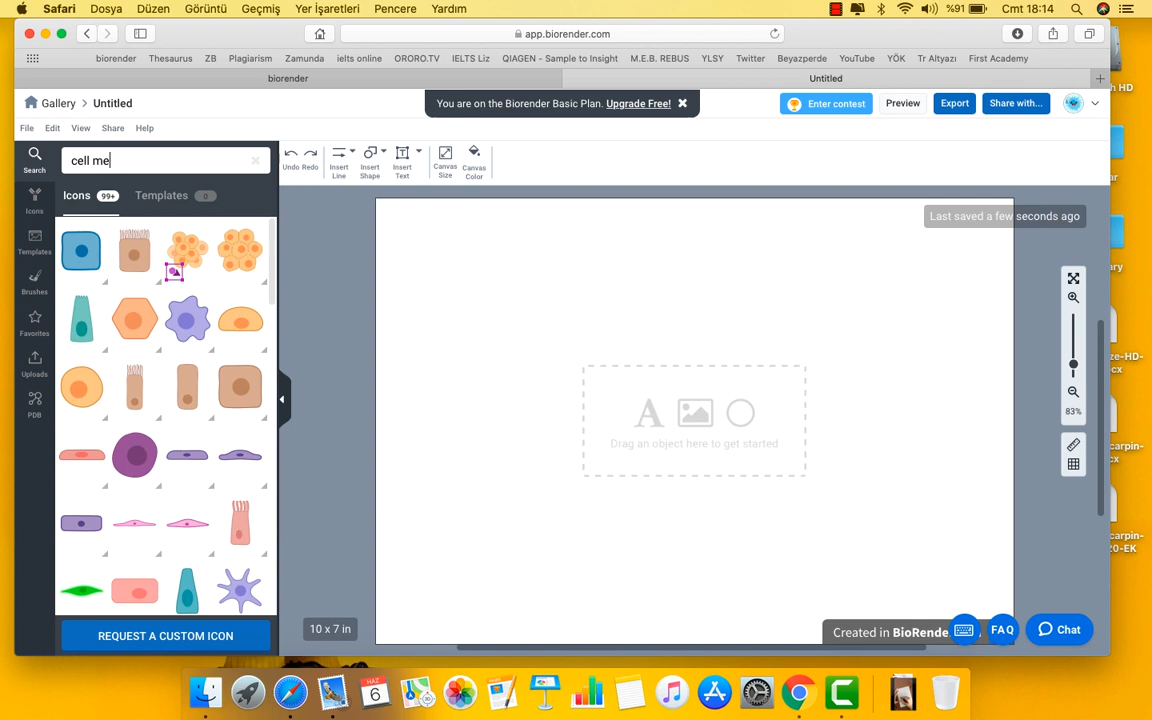 Safari Dosya Düzen Görüntü Geçmiş Yer İşaretleri Pencere Yardım %91 Cmt 18:14
app.biorender.com
biorender Thesaurus ZB Plagiarism Zamunda ielts online ORORO.TV IELTS Liz QIAGEN - Sample to Insight M.E.B. REBUS YLSY Twitter Beyazperde YouTube YÖK Tr Altyazı First Academy
biorender Untitled
Gallery Untitled You are on the Biorender Basic Plan. Upgrade Free! Enter contest Preview Export Share with...
File Edit View Share Help
Search cell me
Undo Redo Insert Line Insert Shape Insert Text Canvas Size Canvas Color
Icons 99+ Templates 0
Icons
Templates
Brushes
Favorites
Uploads
PDB
Last saved a few seconds ago
A
Drag an object here to get started
83%
REQUEST A CUSTOM ICON
10 x 7 in
Created in BioRende
FAQ
Chat
HAZ
6